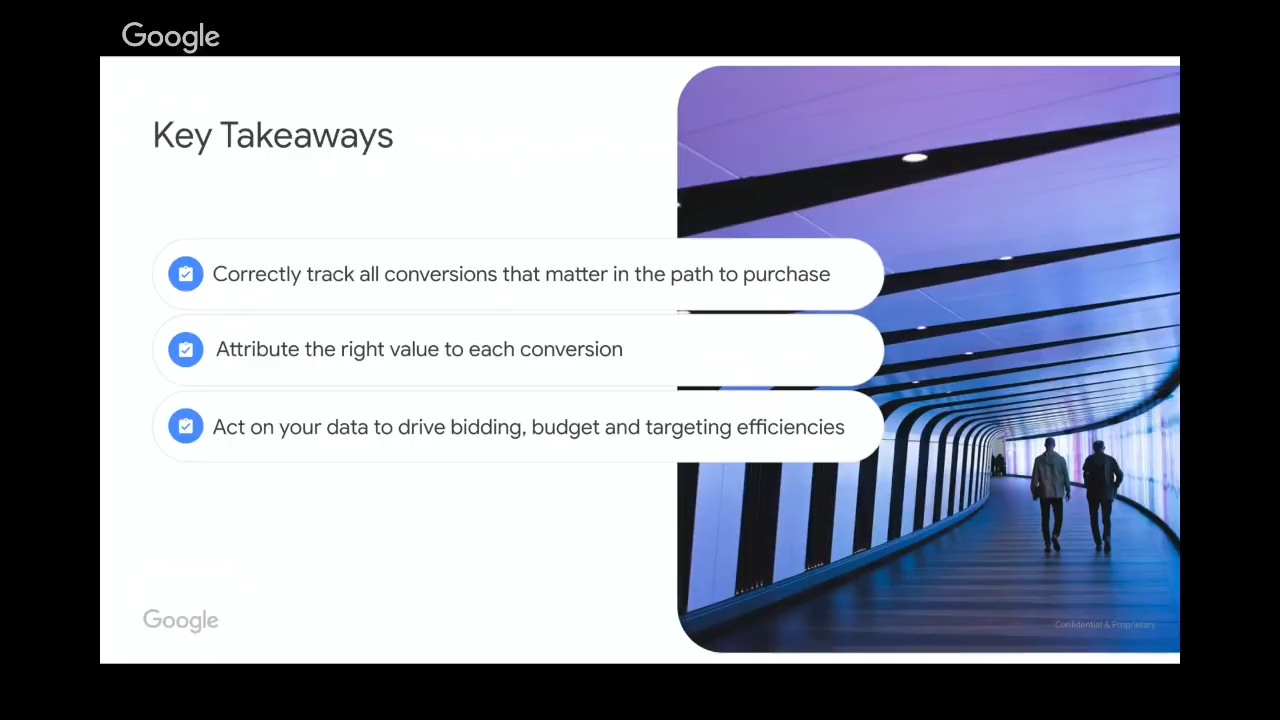 Google
Key Takeaways
Correctly track all conversions that matter in the path to purchase
Attribute the right value to each conversion
Act on your data to drive bidding, budget and targeting efficiencies
Google
Confidential & Proprietary